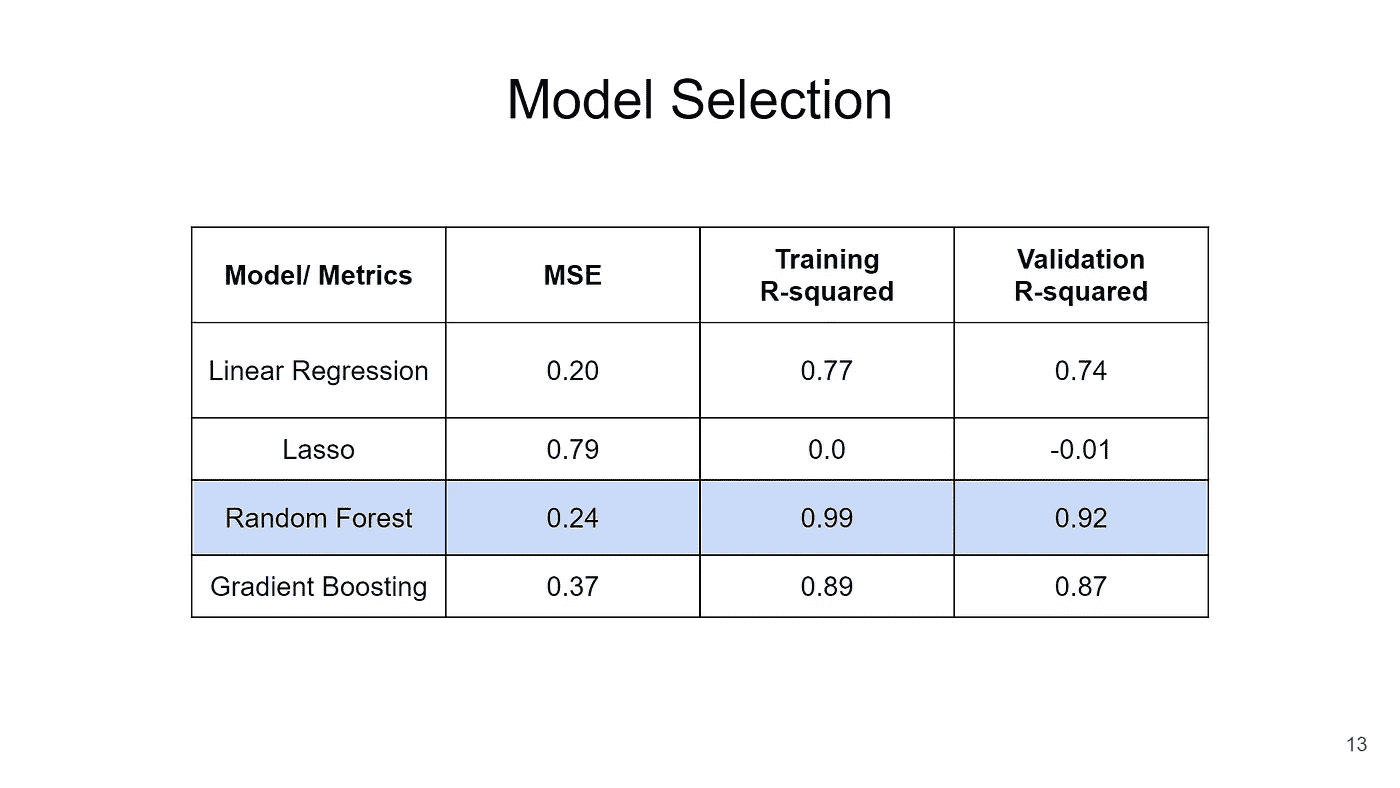 Model Selection
Model/ Metrics MSE Training R-squared Validation R-squared
Linear Regression 0.20 0.77 0.74
Lasso 0.79 0.0 -0.01
Random Forest 0.24 0.99 0.92
Gradient Boosting 0.37 0.89 0.87
13